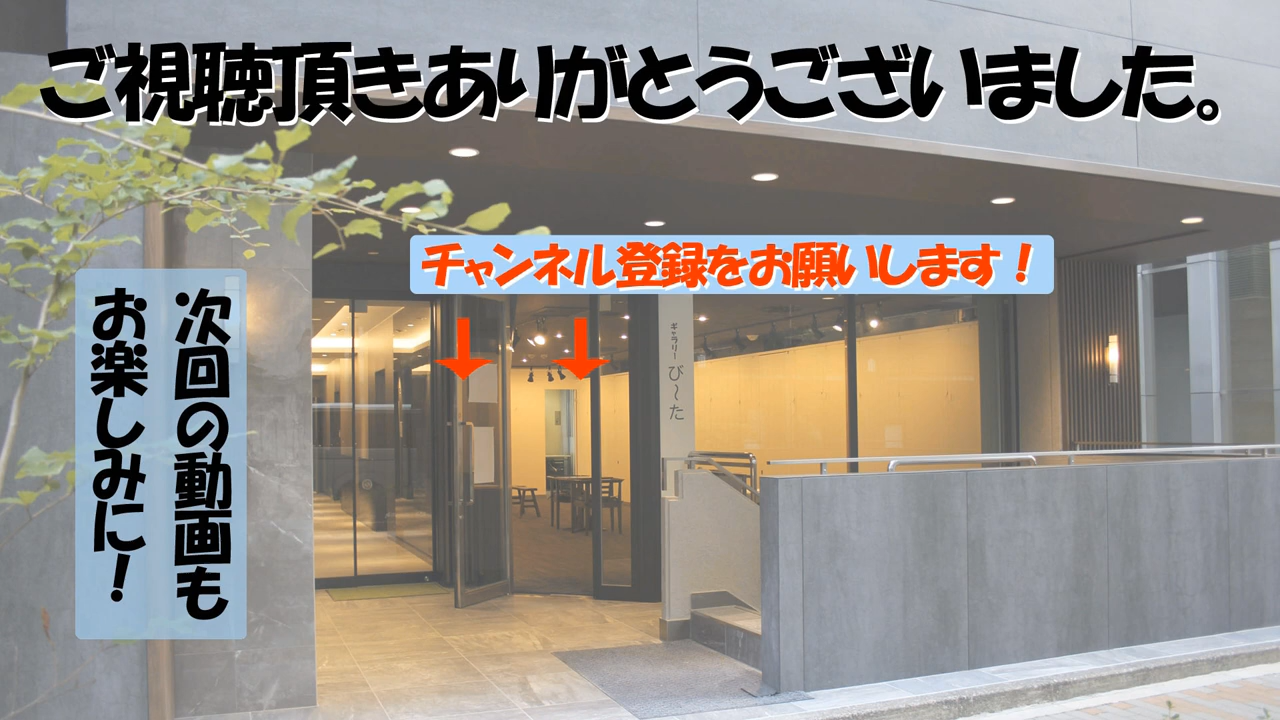 ご視聴頂きありがとうございました。
チャンネル登録をお願いします!
次回の動画も
お楽しみに!
ギャラリー
び〜た